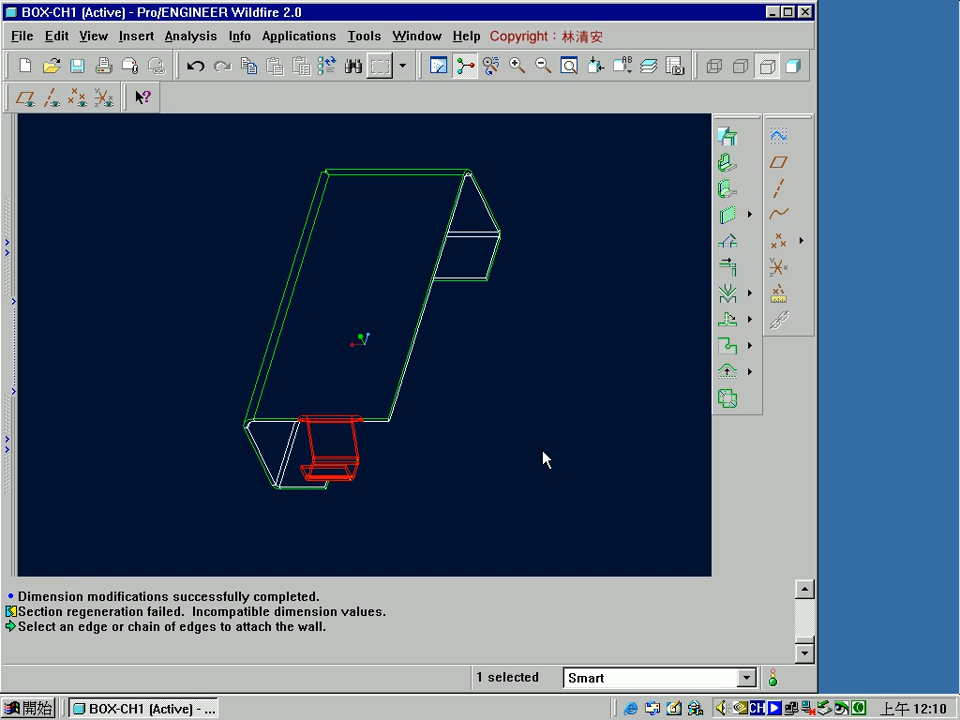 BOX-CH1 (Active) - Pro/ENGINEER Wildfire 2.0
File Edit View Insert Analysis Info Applications Tools Window Help Copyright：林清安
Dimension modifications successfully completed.
Section regeneration failed. Incompatible dimension values.
Select an edge or chain of edges to attach the wall.
1 selected Smart
開始 BOX-CH1 (Active) - ... CH 上午 12:10